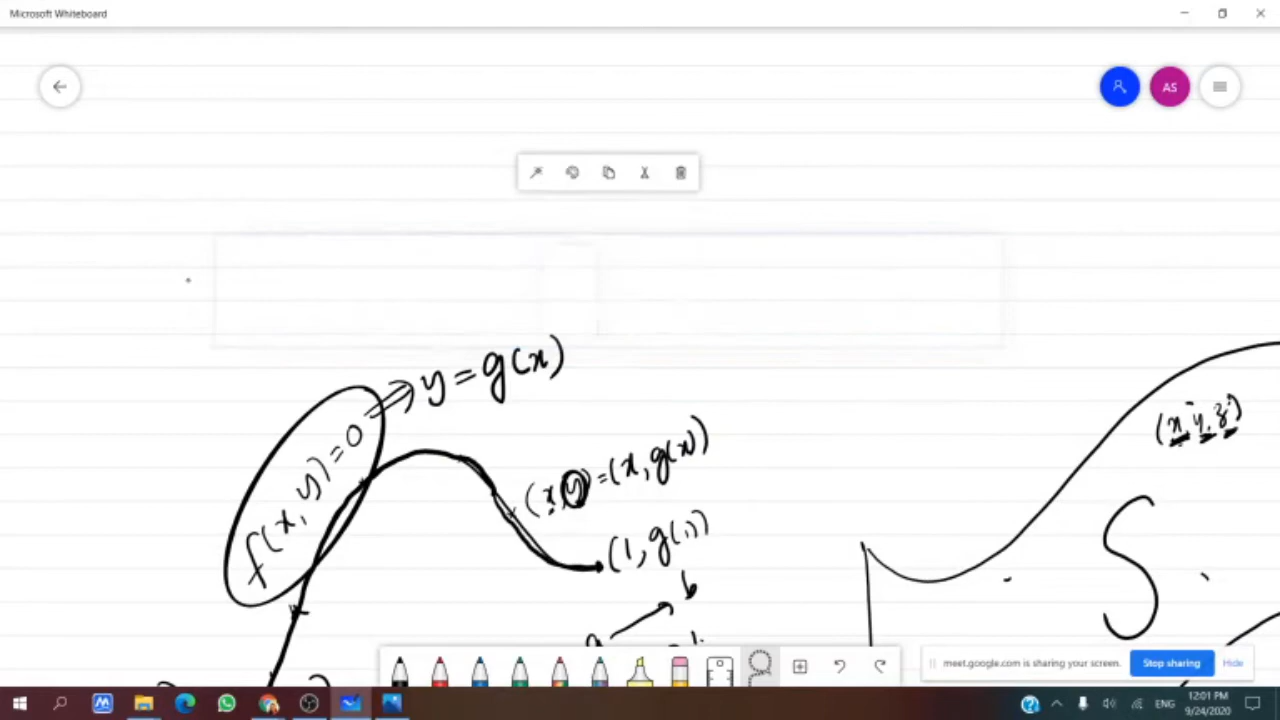 Microsoft Whiteboard
AS
⇒ y = g(x)
f(x, y) = 0
(x, y) = (x, g(x))
(1, g(1))
b
a
(x, y, z)
S
meet.google.com is sharing your screen.
Stop sharing
Hide
ENG
12:01 PM
9/24/2020